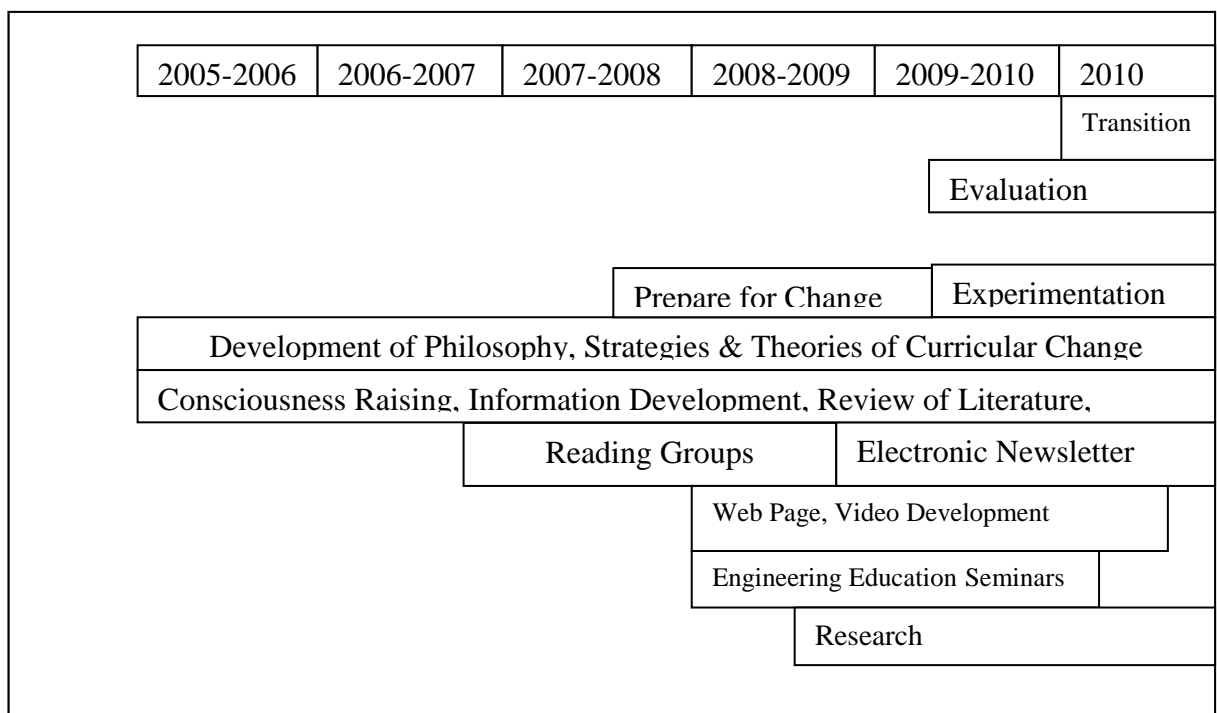 2005-2006 2006-2007 2007-2008 2008-2009 2009-2010 2010
Transition
Evaluation
Prepare for Change Experimentation
Development of Philosophy, Strategies & Theories of Curricular Change
Consciousness Raising, Information Development, Review of Literature,
Reading Groups Electronic Newsletter
Web Page, Video Development
Engineering Education Seminars
Research